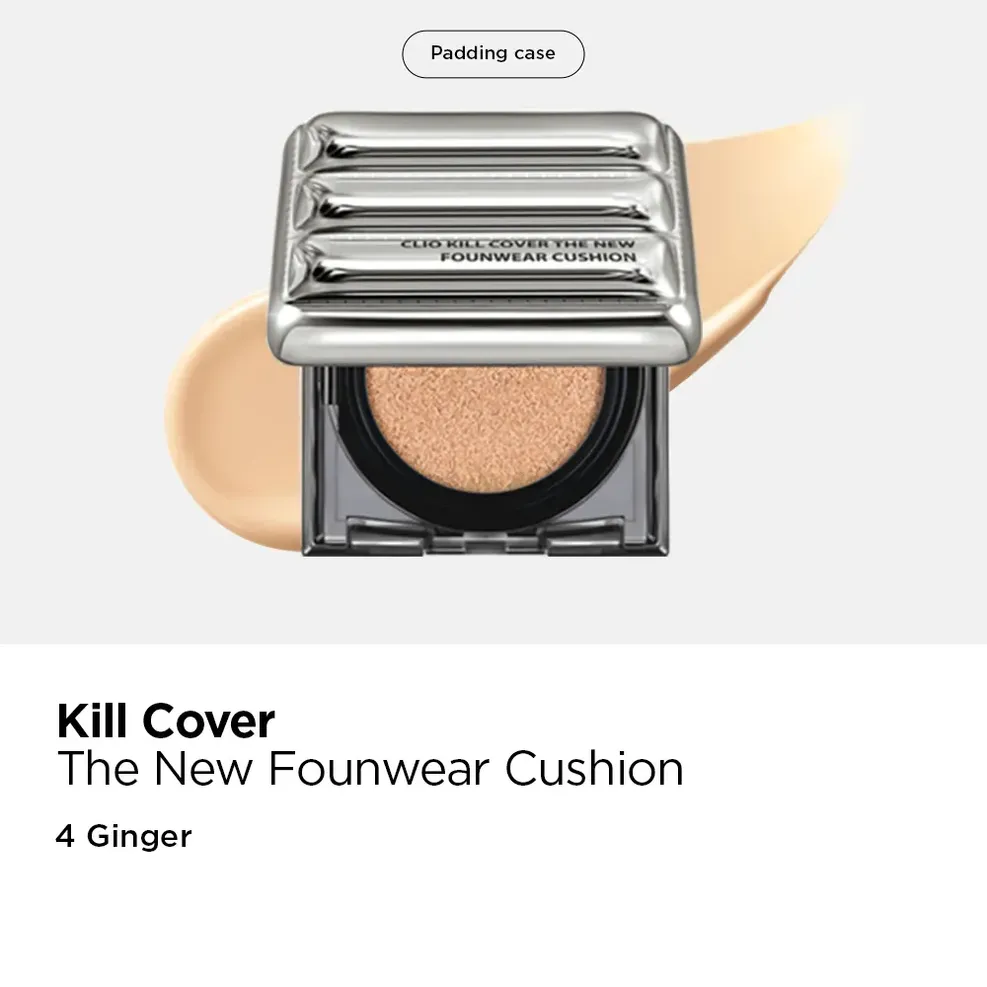 Padding case
CLIO KILL COVER THE NEW
FOUNWEAR CUSHION
Kill Cover
The New Founwear Cushion
4 Ginger